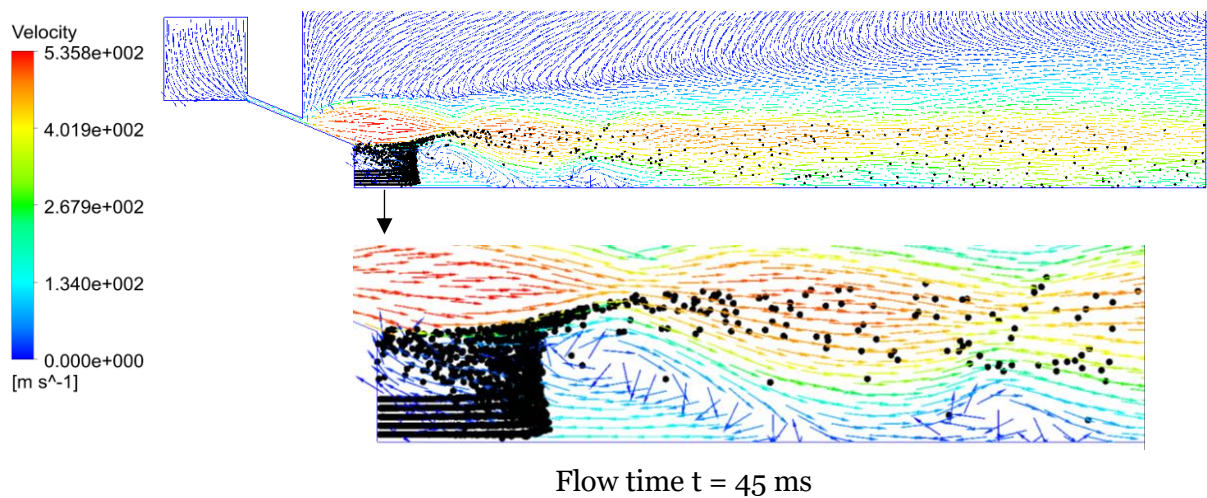 Velocity
5.358e+002
4.019e+002
2.679e+002
1.340e+002
0.000e+000
[m s^-1]
Flow time t = 45 ms